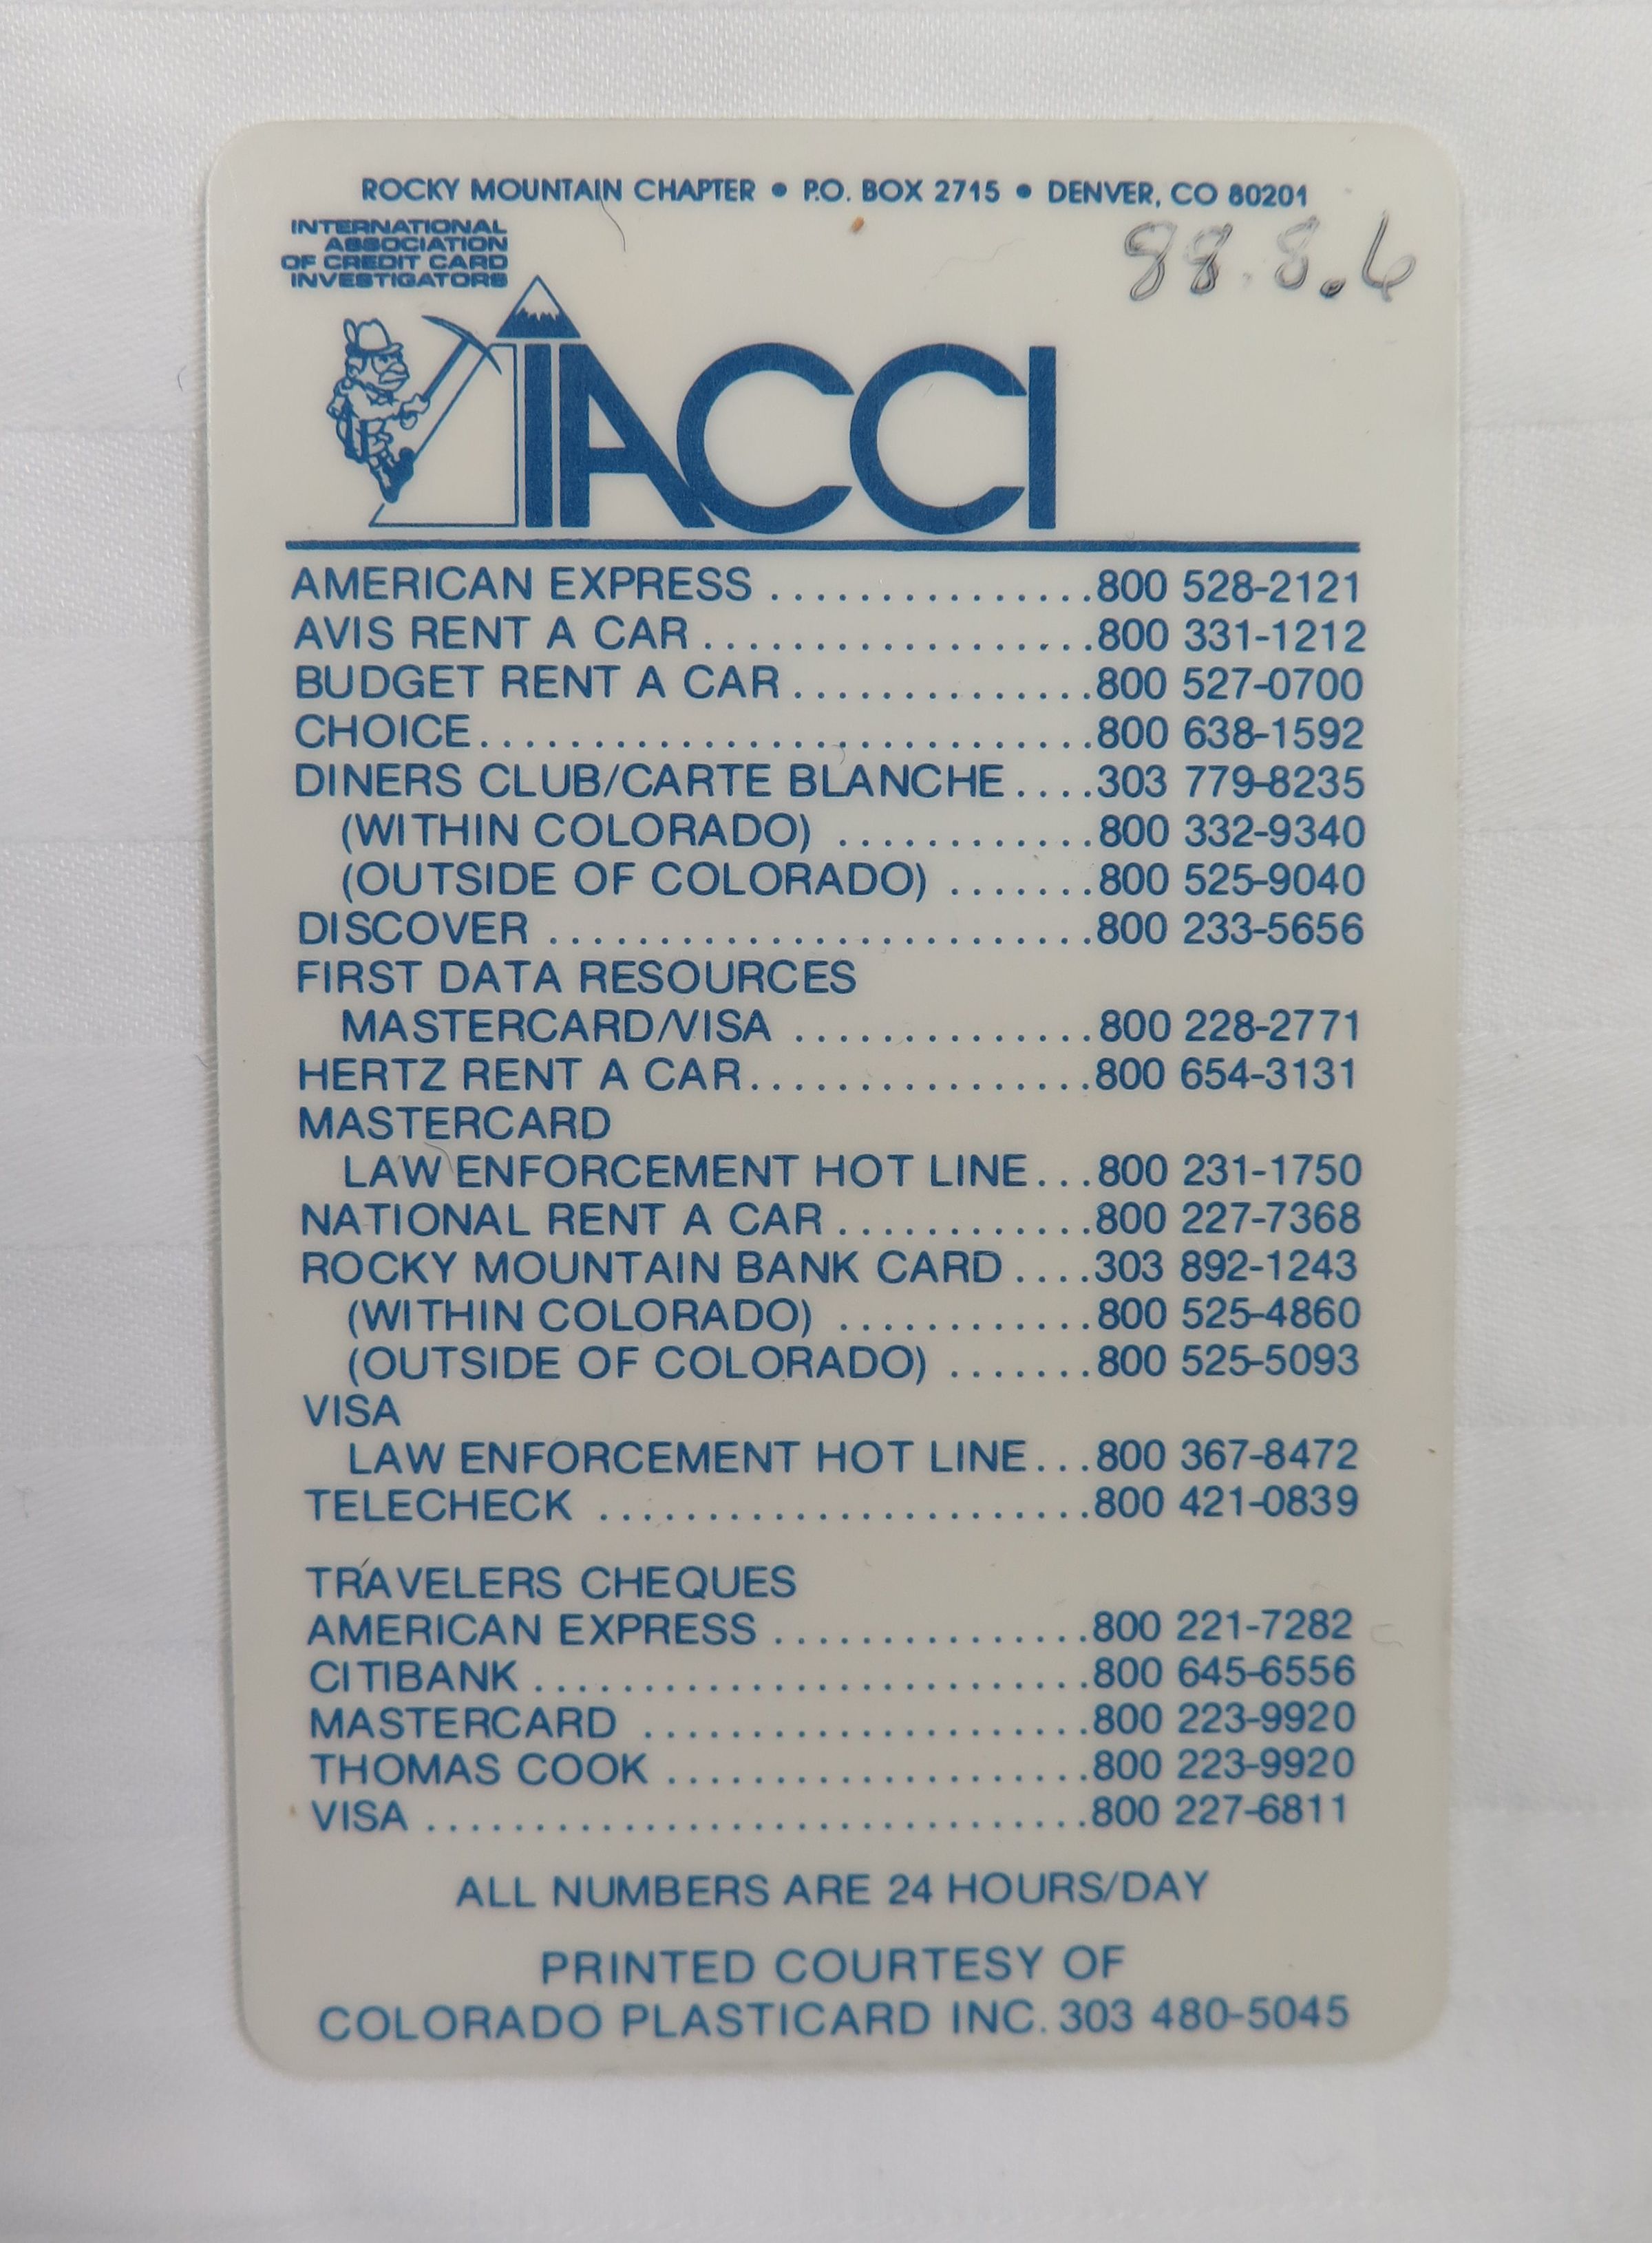 ROCKY MOUNTAIN CHAPTER • P.O. BOX 2715 • DENVER, CO 80201
INTERNATIONAL
ASSOCIATION
OF CREDIT CARD
INVESTIGATORS
88.8.6
IACCI
AMERICAN EXPRESS ................800 528-2121
AVIS RENT A CAR ...................800 331-1212
BUDGET RENT A CAR ...............800 527-0700
CHOICE...............................800 638-1592
DINERS CLUB/CARTE BLANCHE ....303 779-8235
(WITHIN COLORADO) .............800 332-9340
(OUTSIDE OF COLORADO) .......800 525-9040
DISCOVER ..........................800 233-5656
FIRST DATA RESOURCES
MASTERCARD/VISA ...............800 228-2771
HERTZ RENT A CAR.................800 654-3131
MASTERCARD
LAW ENFORCEMENT HOT LINE...800 231-1750
NATIONAL RENT A CAR .............800 227-7368
ROCKY MOUNTAIN BANK CARD ....303 892-1243
(WITHIN COLORADO) .............800 525-4860
(OUTSIDE OF COLORADO) .......800 525-5093
VISA
LAW ENFORCEMENT HOT LINE...800 367-8472
TELECHECK ........................800 421-0839
TRAVELERS CHEQUES
AMERICAN EXPRESS ................800 221-7282
CITIBANK ...........................800 645-6556
MASTERCARD ......................800 223-9920
THOMAS COOK .....................800 223-9920
VISA .................................800 227-6811
ALL NUMBERS ARE 24 HOURS/DAY
PRINTED COURTESY OF
COLORADO PLASTICARD INC. 303 480-5045